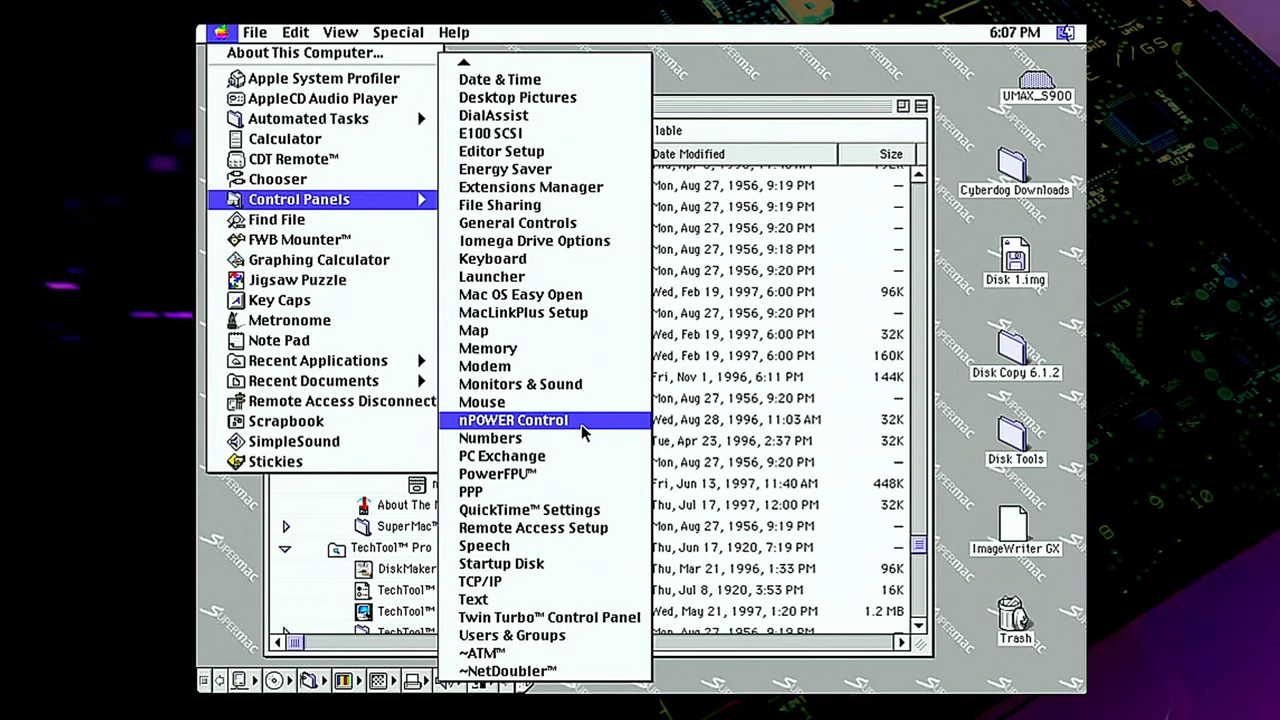 File Edit View Special Help 6:07 PM
About This Computer...
Apple System Profiler
AppleCD Audio Player
Automated Tasks
Calculator
CDT Remote™
Chooser
Control Panels
Find File
FWB Mounter™
Graphing Calculator
Jigsaw Puzzle
Key Caps
Metronome
Note Pad
Recent Applications
Recent Documents
Remote Access Disconnect
Scrapbook
SimpleSound
Stickies
Date & Time
Desktop Pictures
DialAssist
E100 SCSI
Editor Setup
Energy Saver
Extensions Manager
File Sharing
General Controls
Iomega Drive Options
Keyboard
Launcher
Mac OS Easy Open
MacLinkPlus Setup
Map
Memory
Modem
Monitors & Sound
Mouse
nPOWER Control
Numbers
PC Exchange
PowerFPU™
PPP
QuickTime™ Settings
Remote Access Setup
Speech
Startup Disk
TCP/IP
Text
Twin Turbo™ Control Panel
Users & Groups
~ATM™
~NetDoubler™
lable
Date Modified Size
Mon, Aug 27, 1956, 9:19 PM –
Mon, Aug 27, 1956, 9:19 PM –
Mon, Aug 27, 1956, 9:20 PM –
Mon, Aug 27, 1956, 9:18 PM –
Mon, Aug 27, 1956, 9:20 PM –
Wed, Feb 19, 1997, 6:00 PM 96K
Mon, Aug 27, 1956, 9:20 PM –
Wed, Feb 19, 1997, 6:00 PM 32K
Wed, Feb 19, 1997, 6:00 PM 160K
Fri, Nov 1, 1996, 6:11 PM 144K
Mon, Aug 27, 1956, 9:20 PM –
Wed, Aug 28, 1996, 11:03 AM 32K
Tue, Apr 23, 1996, 2:37 PM 32K
Mon, Aug 27, 1956, 9:20 PM –
Fri, Jun 13, 1997, 11:40 AM 448K
Thu, Jul 17, 1997, 12:00 PM 32K
Mon, Aug 27, 1956, 9:20 PM –
Thu, Jun 17, 1920, 7:19 PM –
Thu, Mar 21, 1996, 1:33 PM 96K
Thu, Jul 8, 1920, 3:53 PM 16K
Wed, May 21, 1997, 1:20 PM 1.2 MB
About The
SuperMac™
TechTool™ Pro
DiskMaker
TechTool™
TechTool™
UMAX_S900
Cyberdog Downloads
Disk 1.img
Disk Copy 6.1.2
Disk Tools
ImageWriter GX
Trash
Supermac